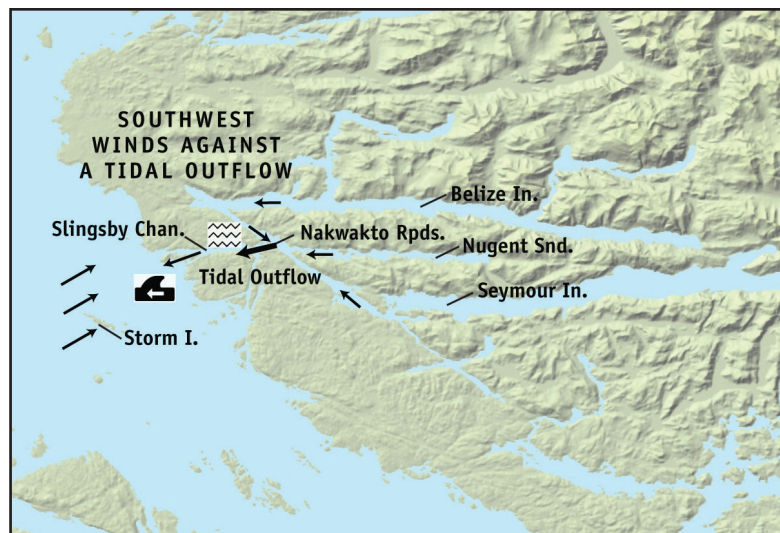 SOUTHWEST
WINDS AGAINST
A TIDAL OUTFLOW
Belize In.
Slingsby Chan.
Nakwakto Rpds.
Nugent Snd.
Tidal Outflow
Seymour In.
Storm I.